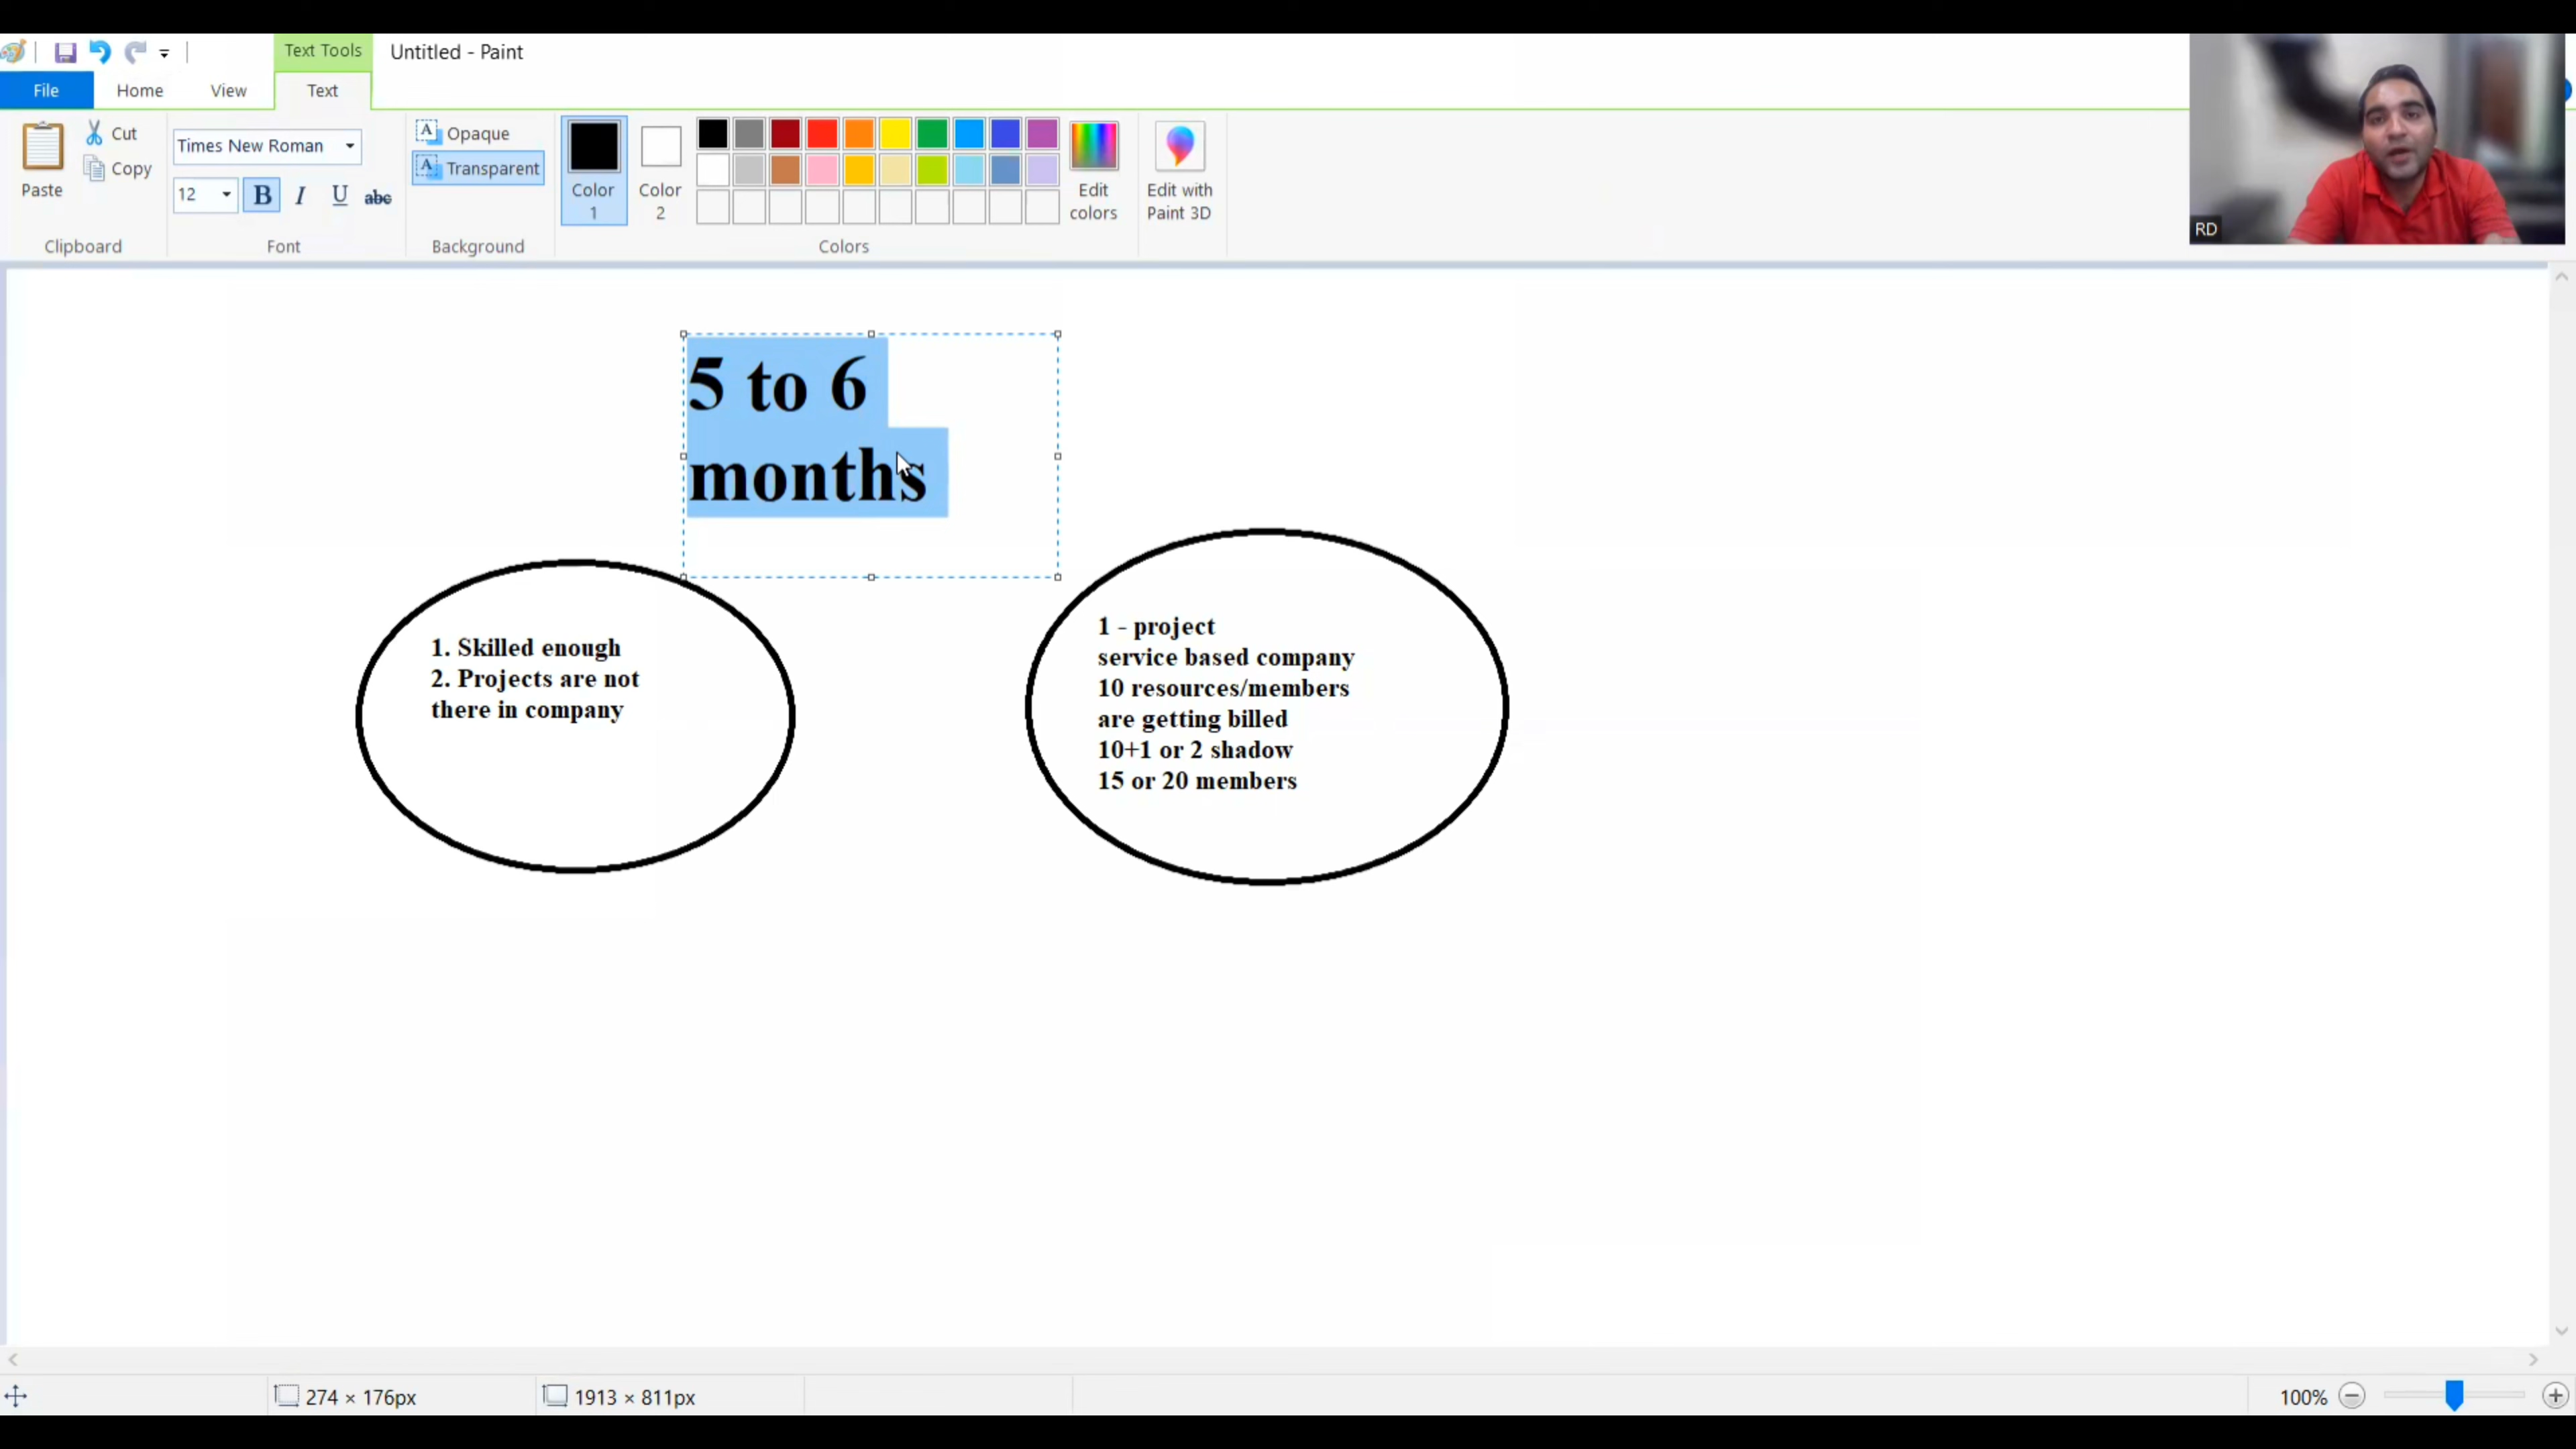 Text Tools
Untitled - Paint
File
Home
View
Text
Paste
Cut
Copy
Clipboard
Times New Roman
12
B I U abc
Font
Opaque
Transparent
Background
Color 1
Color 2
Colors
Edit colors
Edit with Paint 3D
RD
5 to 6
months
1. Skilled enough
2. Projects are not
there in company
1 - project
service based company
10 resources/members
are getting billed
10+1 or 2 shadow
15 or 20 members
274 × 176px
1913 × 811px
100%